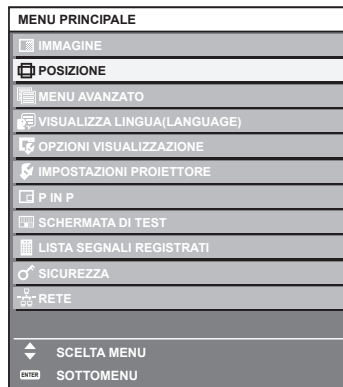 MENU PRINCIPALE
IMMAGINE
POSIZIONE
MENU AVANZATO
VISUALIZZA LINGUA(LANGUAGE)
OPZIONI VISUALIZZAZIONE
IMPOSTAZIONI PROIETTORE
P IN P
SCHERMATA DI TEST
LISTA SEGNALI REGISTRATI
SICUREZZA
RETE
SCELTA MENU
ENTER SOTTOMENU